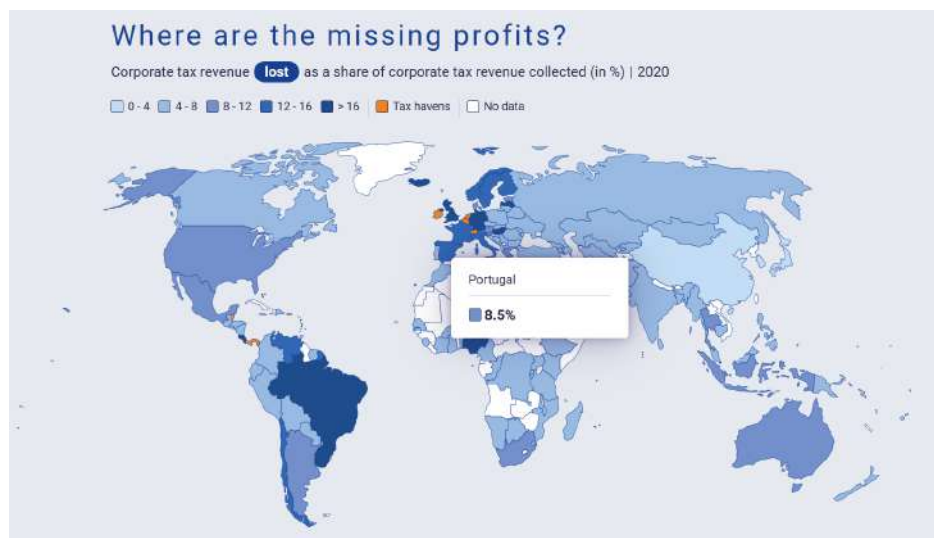 Where are the missing profits?
Corporate tax revenue lost as a share of corporate tax revenue collected (in %) | 2020
0 - 4 4 - 8 8 - 12 12 - 16 > 16 Tax havens No data
Portugal
8.5%